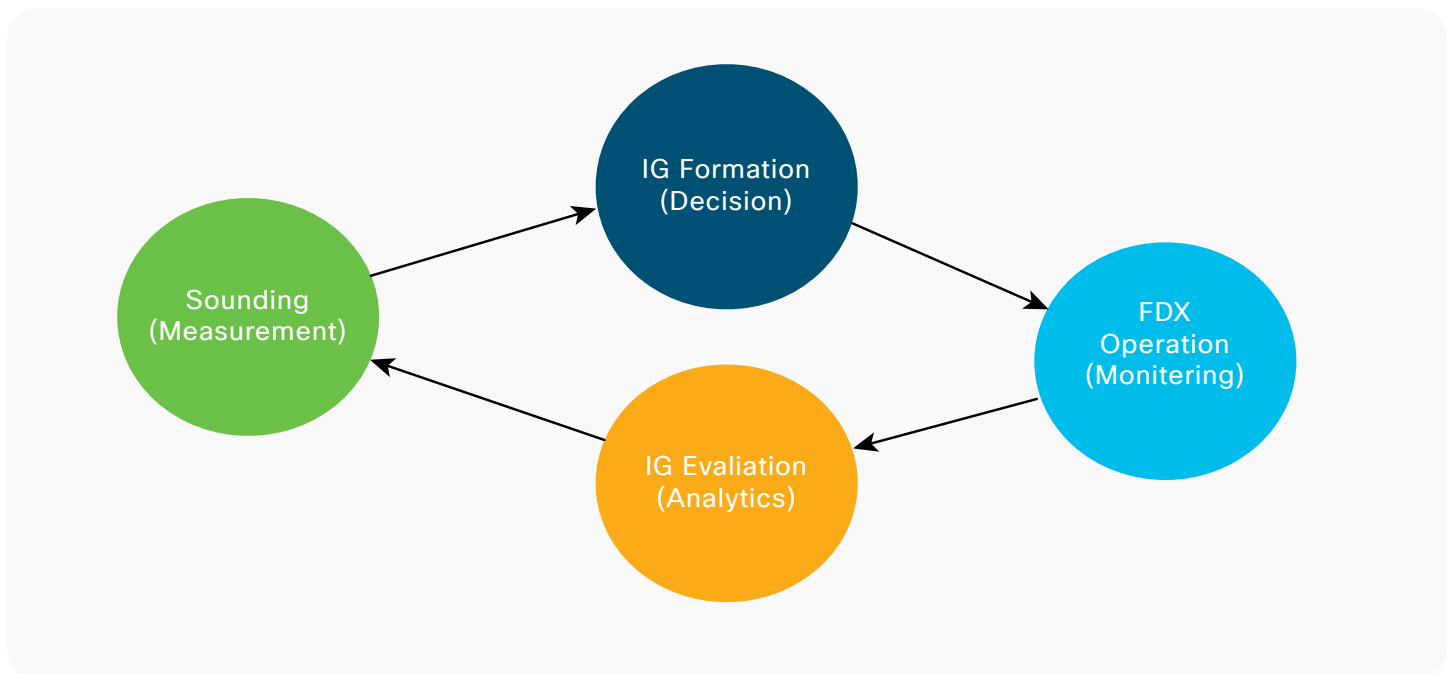 IG Formation
(Decision)
Sounding
(Measurement)
FDX
Operation
(Monitering)
IG Evaliation
(Analytics)